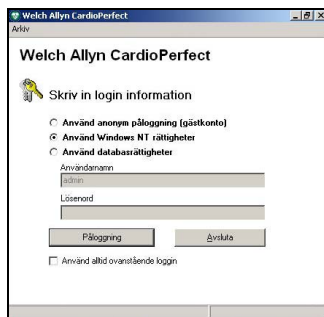 Welch Allyn CardioPerfect
Arkiv
Welch Allyn CardioPerfect
Skriv in login information
Använd anonym påloggning (gästkonto)
Använd Windows NT rättigheter
Använd databasrättigheter
Användarnamn
admin
Lösenord
Påloggning
Avsluta
Använd alltid ovanstående loggin